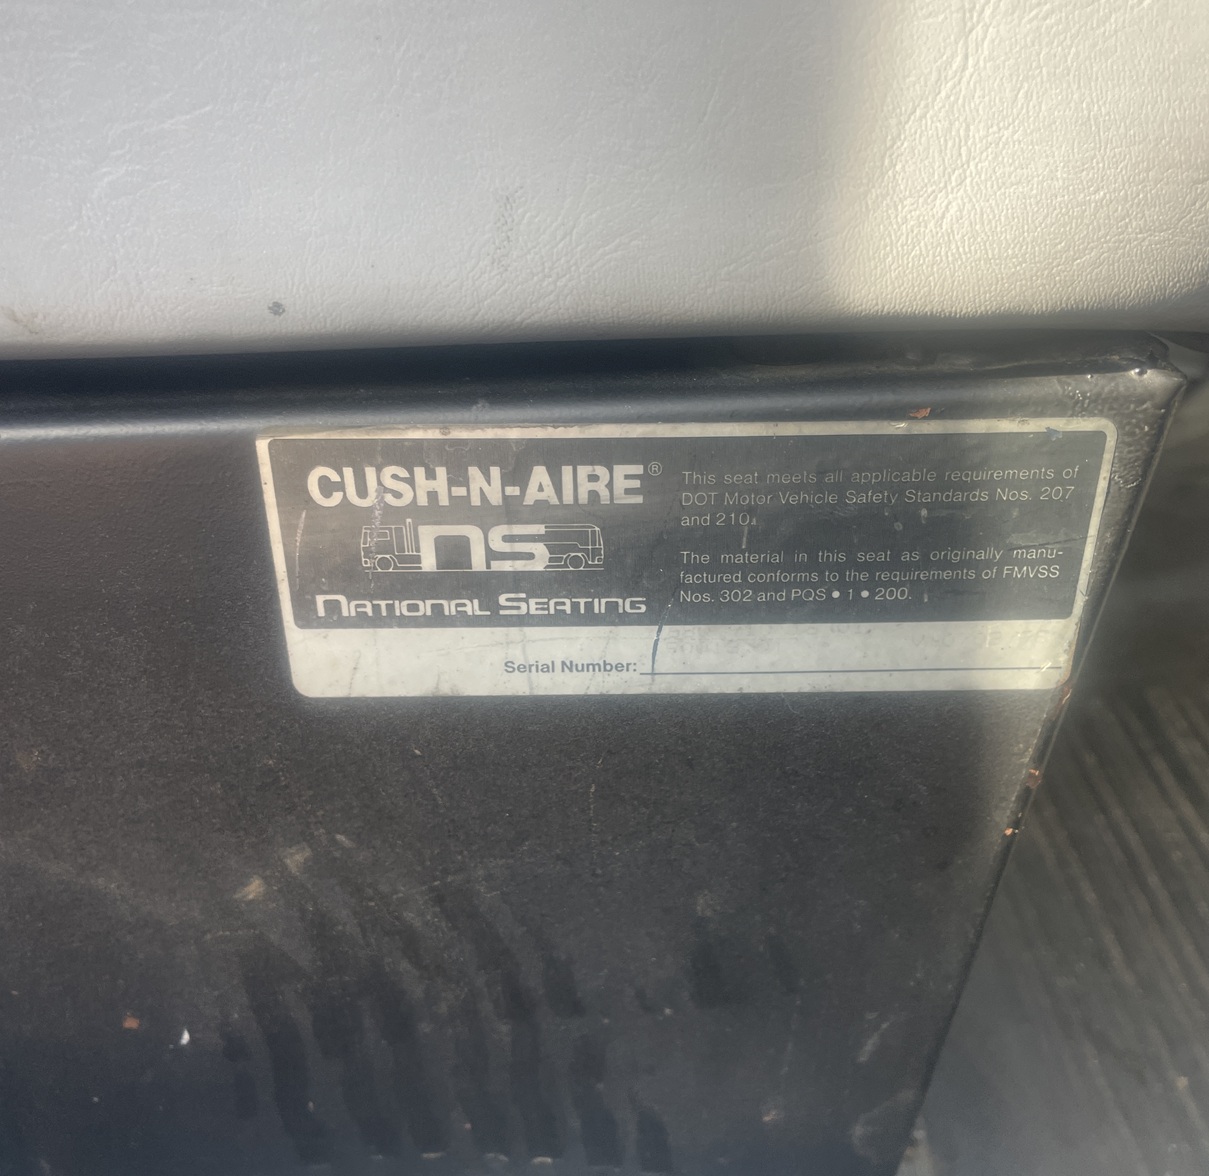 CUSH-N-AIRE®
ns
NATIONAL SEATING
This seat meets all applicable requirements of
DOT Motor Vehicle Safety Standards Nos. 207
and 210.
The material in this seat as originally manu-
factured conforms to the requirements of FMVSS
Nos. 302 and PQS • 1 • 200.
Serial Number: